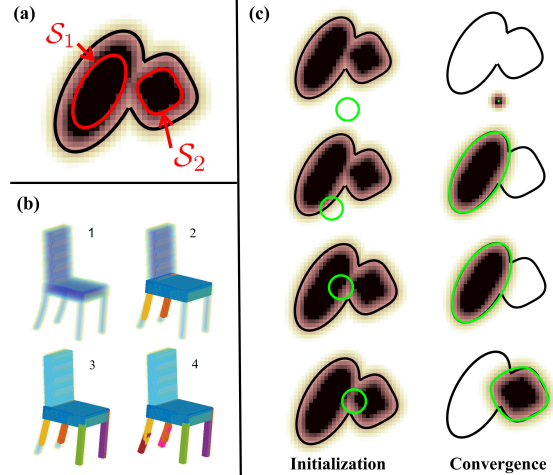 (a)
S1
S2
(b)
1
2
3
4
(c)
Initialization
Convergence